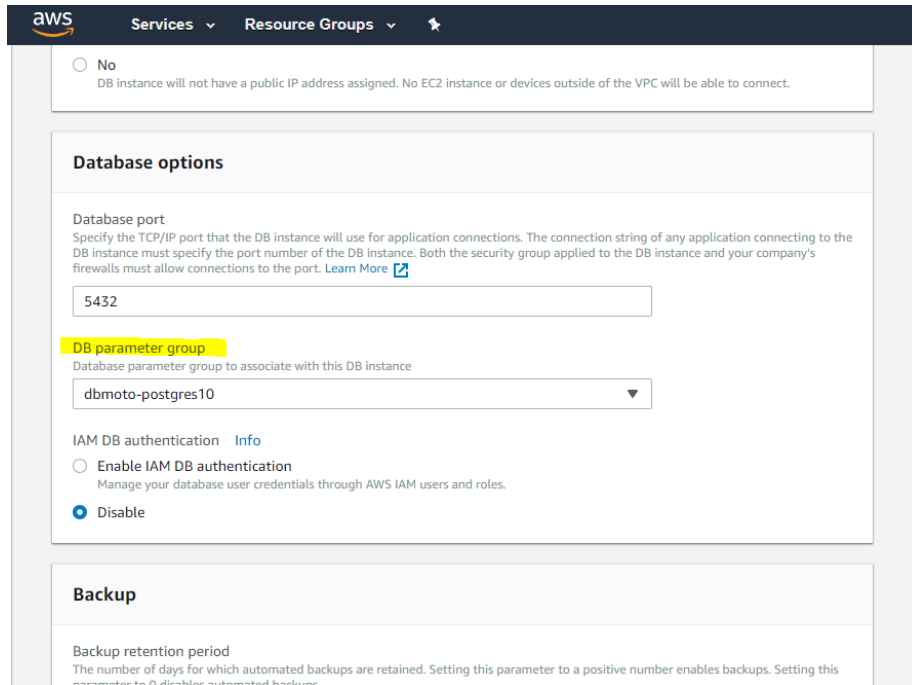 aws Services Resource Groups
No
DB instance will not have a public IP address assigned. No EC2 instance or devices outside of the VPC will be able to connect.
Database options
Database port
Specify the TCP/IP port that the DB instance will use for application connections. The connection string of any application connecting to the
DB instance must specify the port number of the DB instance. Both the security group applied to the DB instance and your company's
firewalls must allow connections to the port. Learn More
5432
DB parameter group
Database parameter group to associate with this DB instance
dbmoto-postgres10
IAM DB authentication Info
Enable IAM DB authentication
Manage your database user credentials through AWS IAM users and roles.
Disable
Backup
Backup retention period
The number of days for which automated backups are retained. Setting this parameter to a positive number enables backups. Setting this
parameter to 0 disables automated backups.